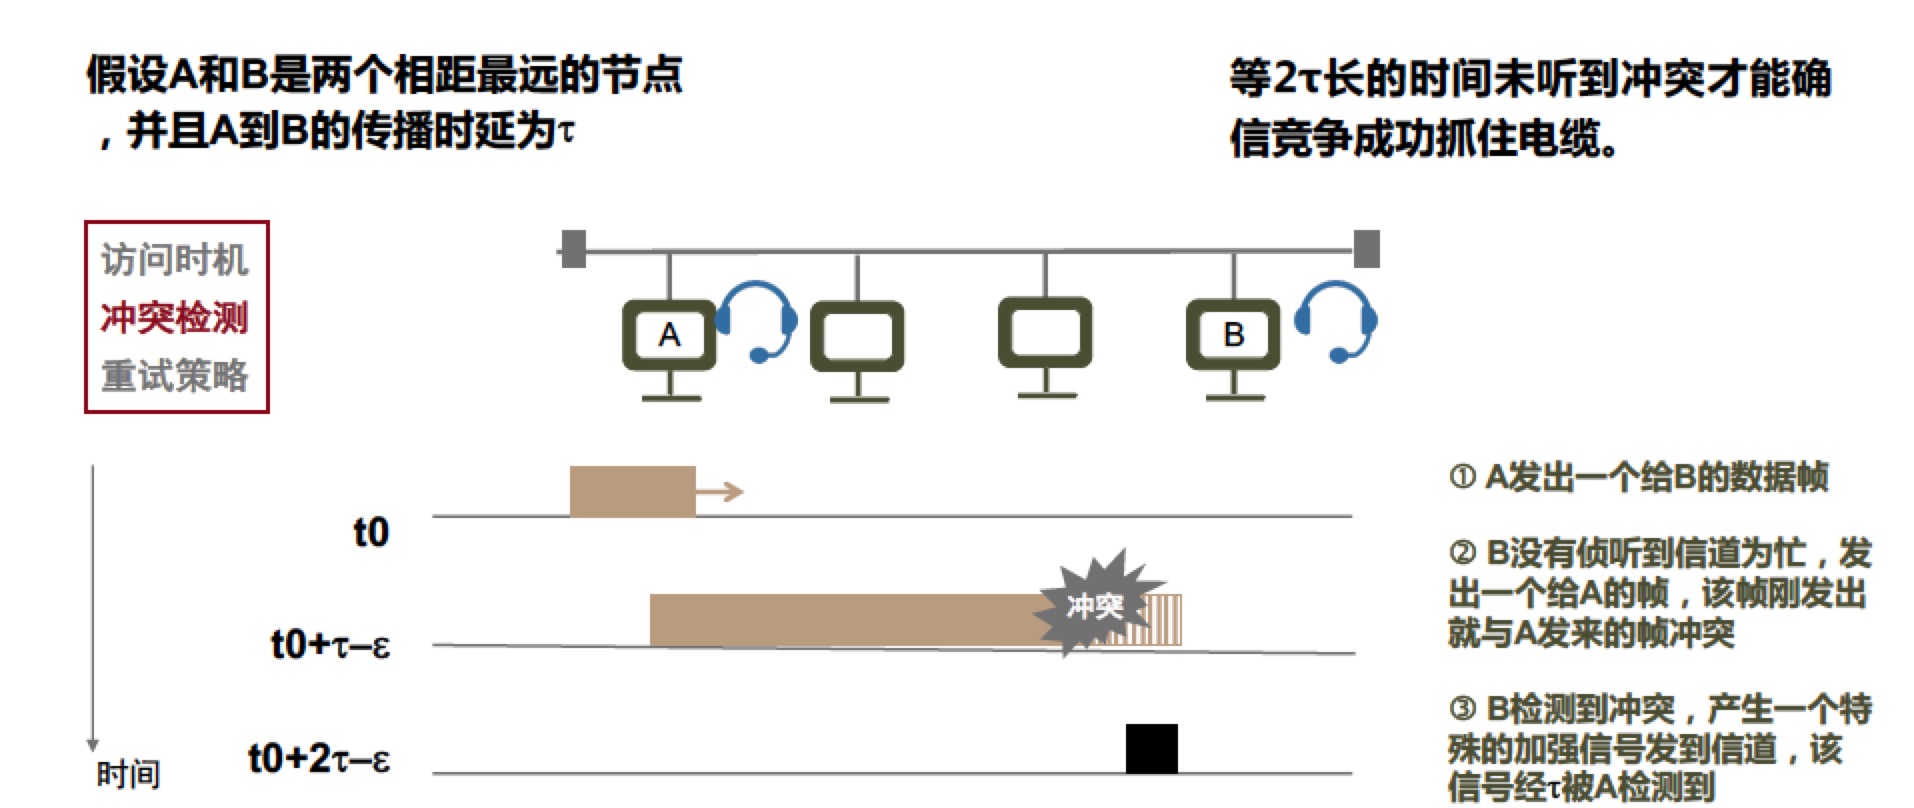 假设A和B是两个相距最远的节点
，并且A到B的传播时延为τ
等2τ长的时间未听到冲突才能确
信竞争成功抓住电缆。
访问时机
冲突检测
重试策略
A
B
t0
冲突
t0+τ–ε
t0+2τ–ε
时间
① A发出一个给B的数据帧
② B没有侦听到信道为忙，发
出一个给A的帧，该帧刚发出
就与A发来的帧冲突
③ B检测到冲突，产生一个特
殊的加强信号发到信道，该
信号经τ被A检测到